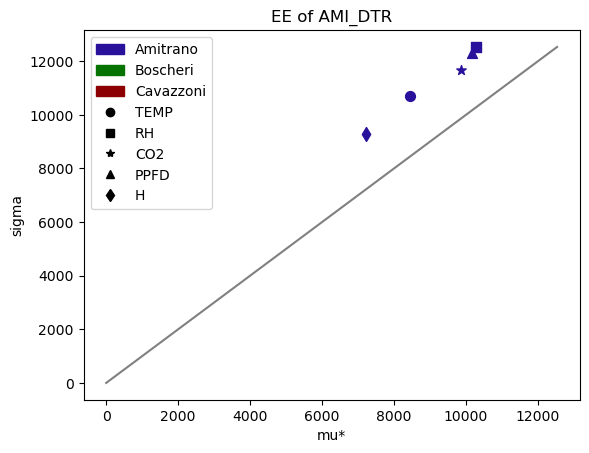 EE of AMI_DTR
Amitrano
Boscheri
Cavazzoni
TEMP
RH
CO2
PPFD
H
12000
10000
8000
6000
4000
2000
0
sigma
0 2000 4000 6000 8000 10000 12000
mu*